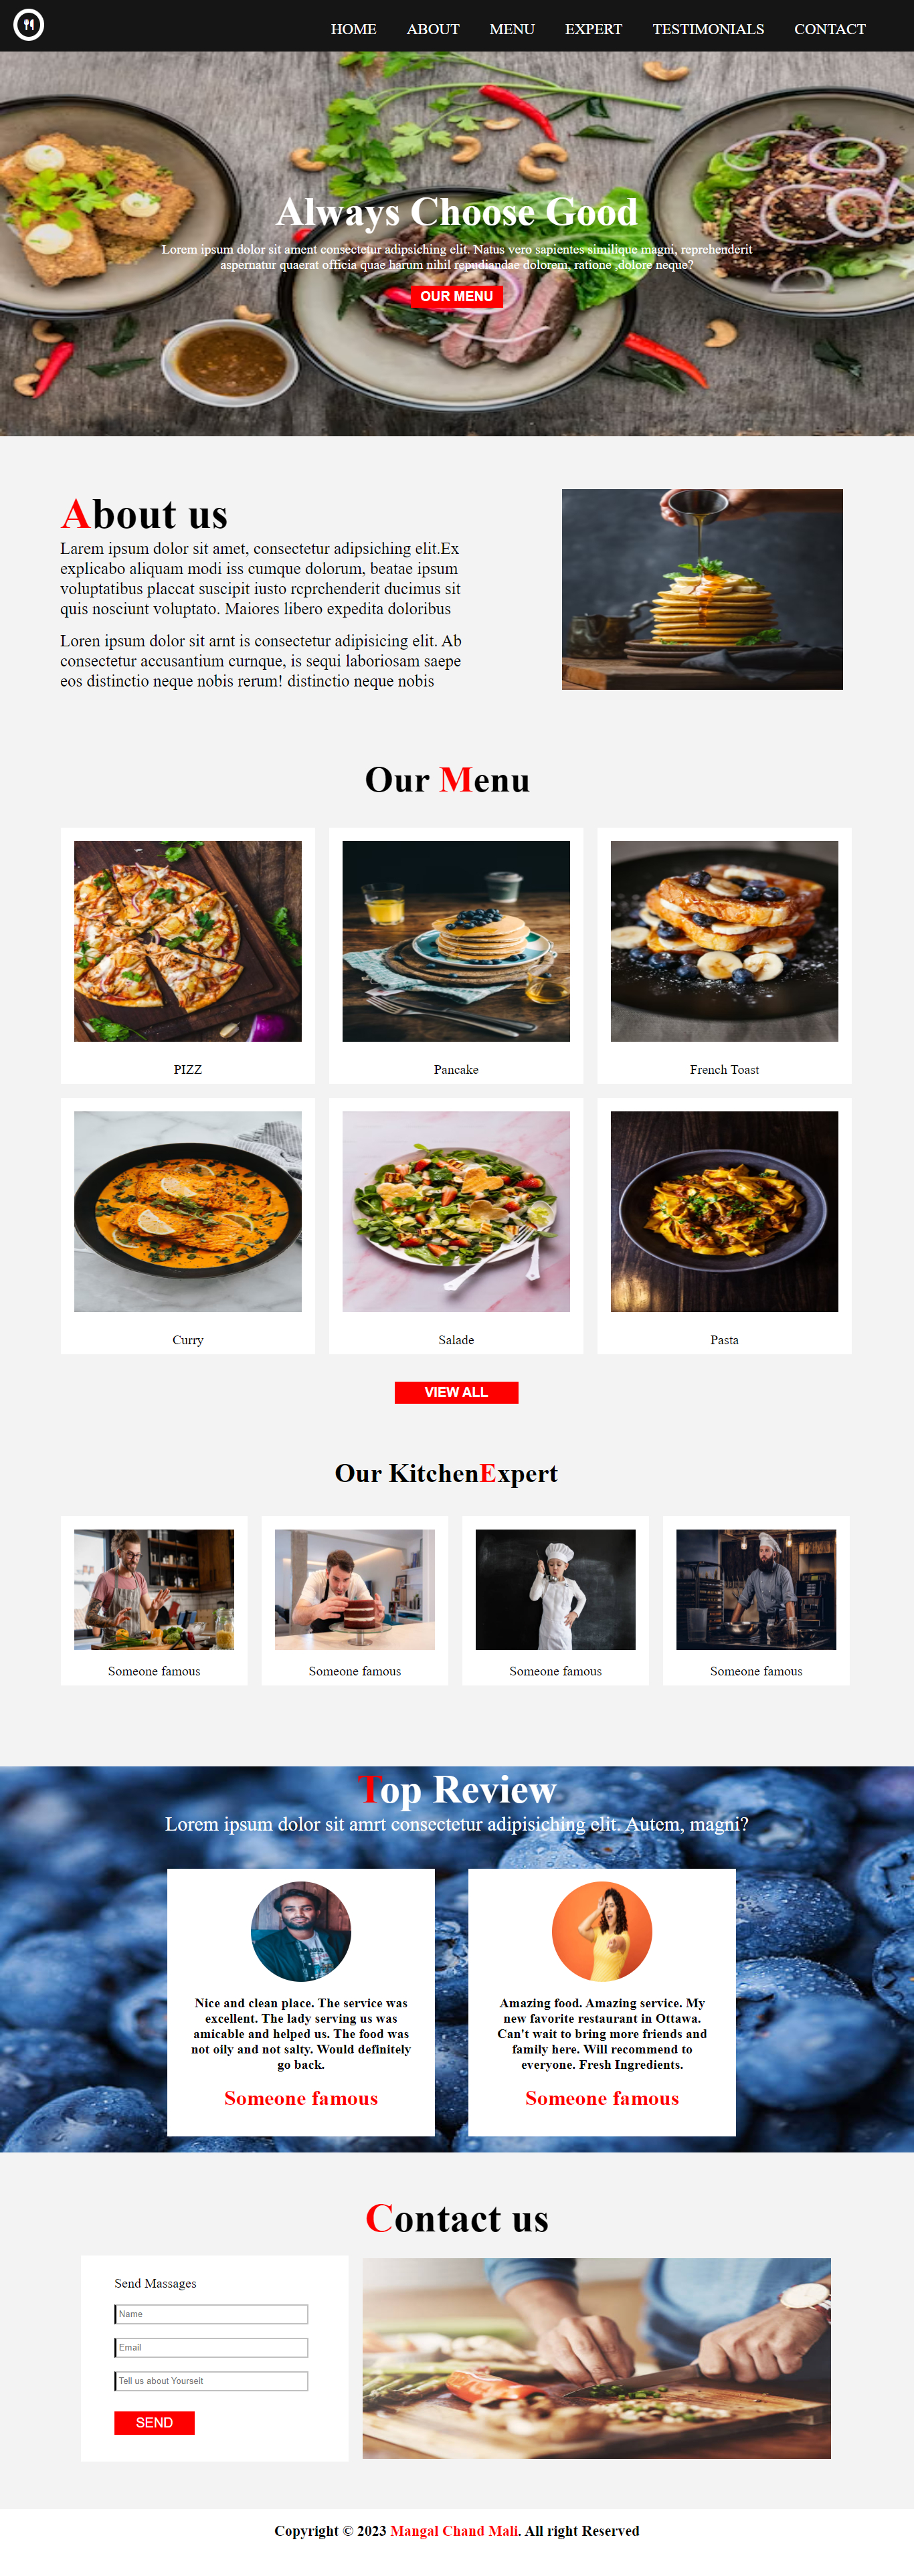 HOME ABOUT MENU EXPERT TESTIMONIALS CONTACT
Always Choose Good
Lorem ipsum dolor sit ament consectetur adipsiching elit. Natus vero sapientes similique magni, reprehenderit
aspernatur quaerat officia quae harum nihil repudiandae dolorem, ratione ,dolore neque?
OUR MENU
About us
Larem ipsum dolor sit amet, consectetur adipsiching elit.Ex
explicabo aliquam modi iss cumque dolorum, beatae ipsum
voluptatibus placcat suscipit iusto rcprchenderit ducimus sit
quis nosciunt voluptato. Maiores libero expedita doloribus
Loren ipsum dolor sit arnt is consectetur adipisicing elit. Ab
consectetur accusantium curnque, is sequi laboriosam saepe
eos distinctio neque nobis rerum! distinctio neque nobis
Our Menu
PIZZ
Pancake
French Toast
Curry
Salade
Pasta
VIEW ALL
Our KitchenExpert
Someone famous
Someone famous
Someone famous
Someone famous
Top Review
Lorem ipsum dolor sit amrt consectetur adipisiching elit. Autem, magni?
Nice and clean place. The service was
excellent. The lady serving us was
amicable and helped us. The food was
not oily and not salty. Would definitely
go back.
Someone famous
Amazing food. Amazing service. My
new favorite restaurant in Ottawa.
Can't wait to bring more friends and
family here. Will recommend to
everyone. Fresh Ingredients.
Someone famous
Contact us
Send Massages
Name
Email
Tell us about Yourseit
SEND
Copyright © 2023 Mangal Chand Mali. All right Reserved